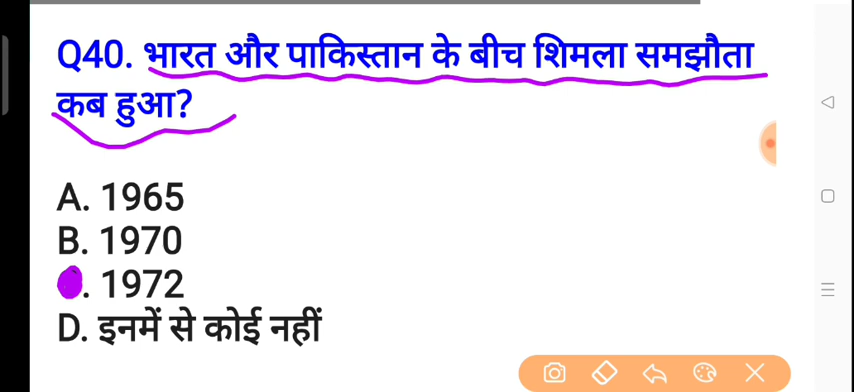 Q40. भारत और पाकिस्तान के बीच शिमला समझौता
कब हुआ?
A. 1965
B. 1970
. 1972
D. इनमें से कोई नहीं